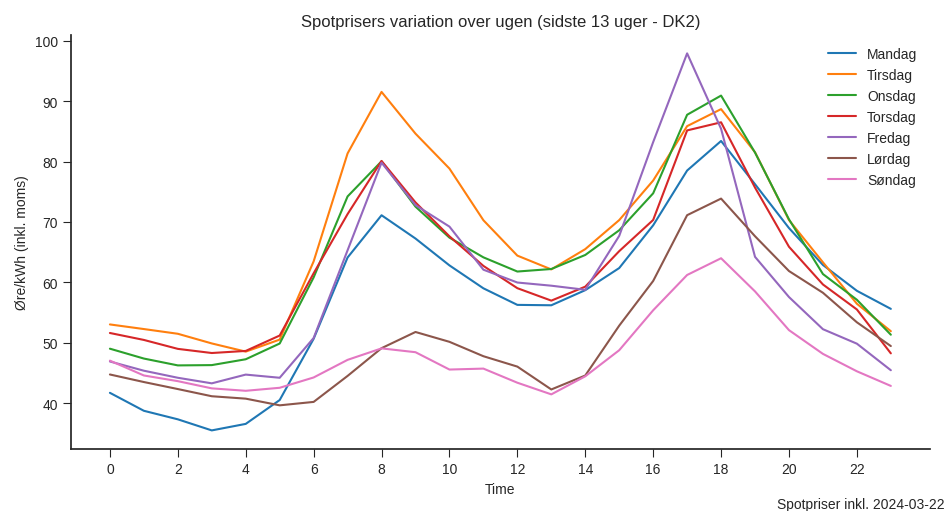 Spotprisers variation over ugen (sidste 13 uger - DK2)
Mandag
Tirsdag
Onsdag
Torsdag
Fredag
Lørdag
Søndag
Øre/kWh (inkl. moms)
100
90
80
70
60
50
40
0 2 4 6 8 10 12 14 16 18 20 22
Time
Spotpriser inkl. 2024-03-22